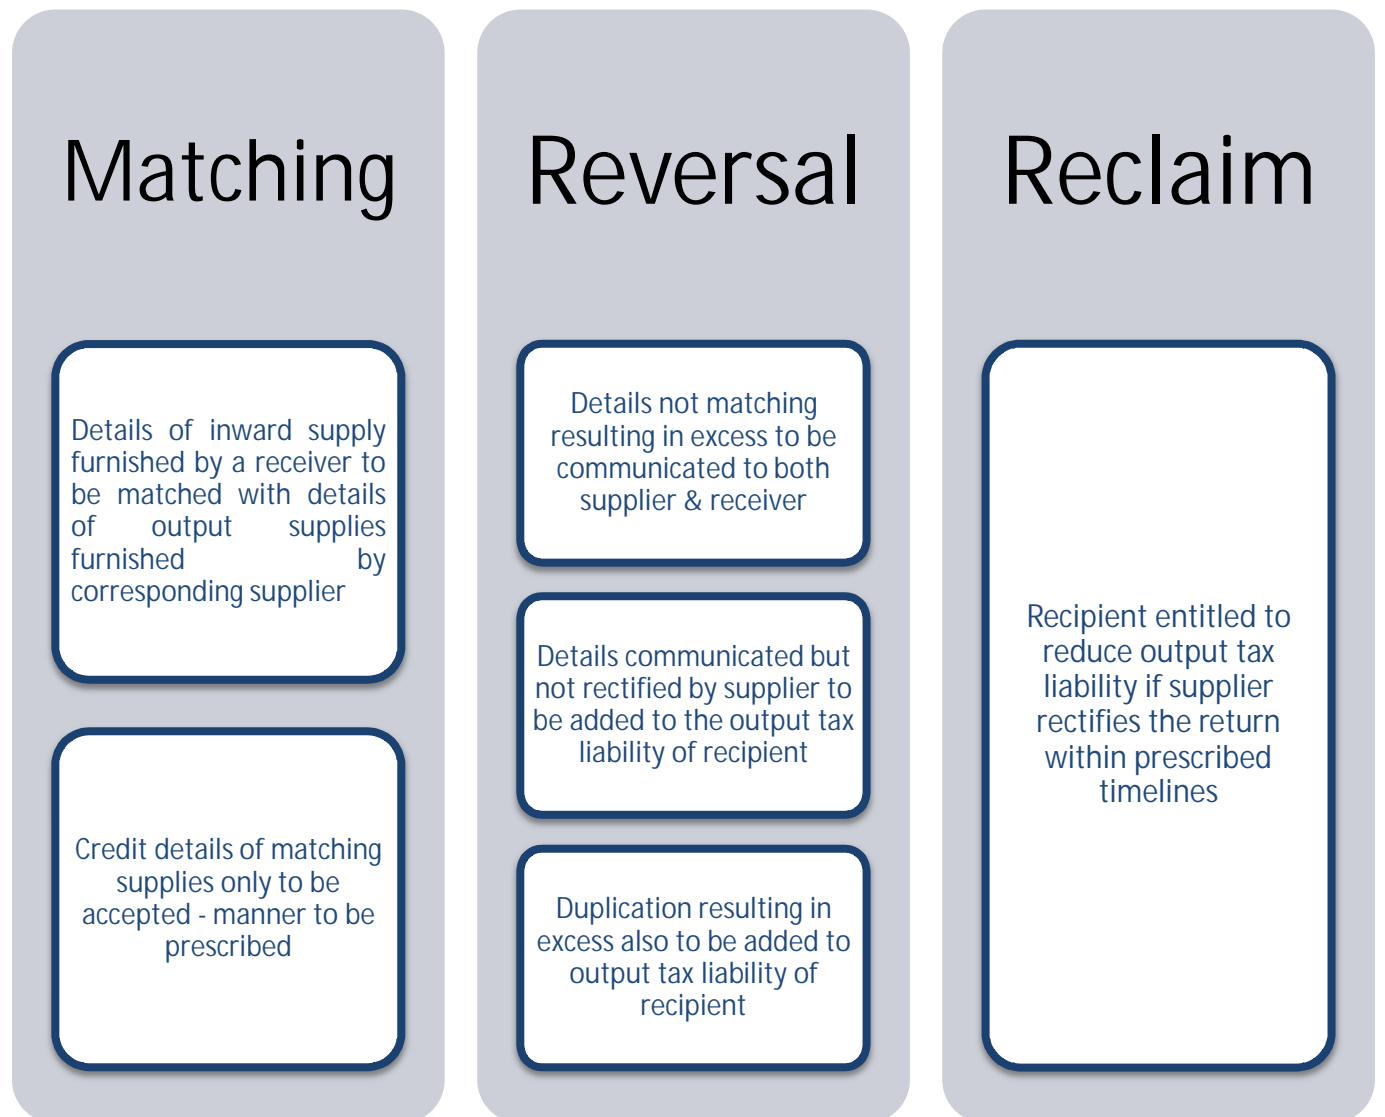 Matching
Details of inward supply
furnished by a receiver to
be matched with details
of output supplies
furnished by
corresponding supplier
Credit details of matching
supplies only to be
accepted - manner to be
prescribed
Reversal
Details not matching
resulting in excess to be
communicated to both
supplier & receiver
Details communicated but
not rectified by supplier to
be added to the output tax
liability of recipient
Duplication resulting in
excess also to be added to
output tax liability of
recipient
Reclaim
Recipient entitled to
reduce output tax
liability if supplier
rectifies the return
within prescribed
timelines